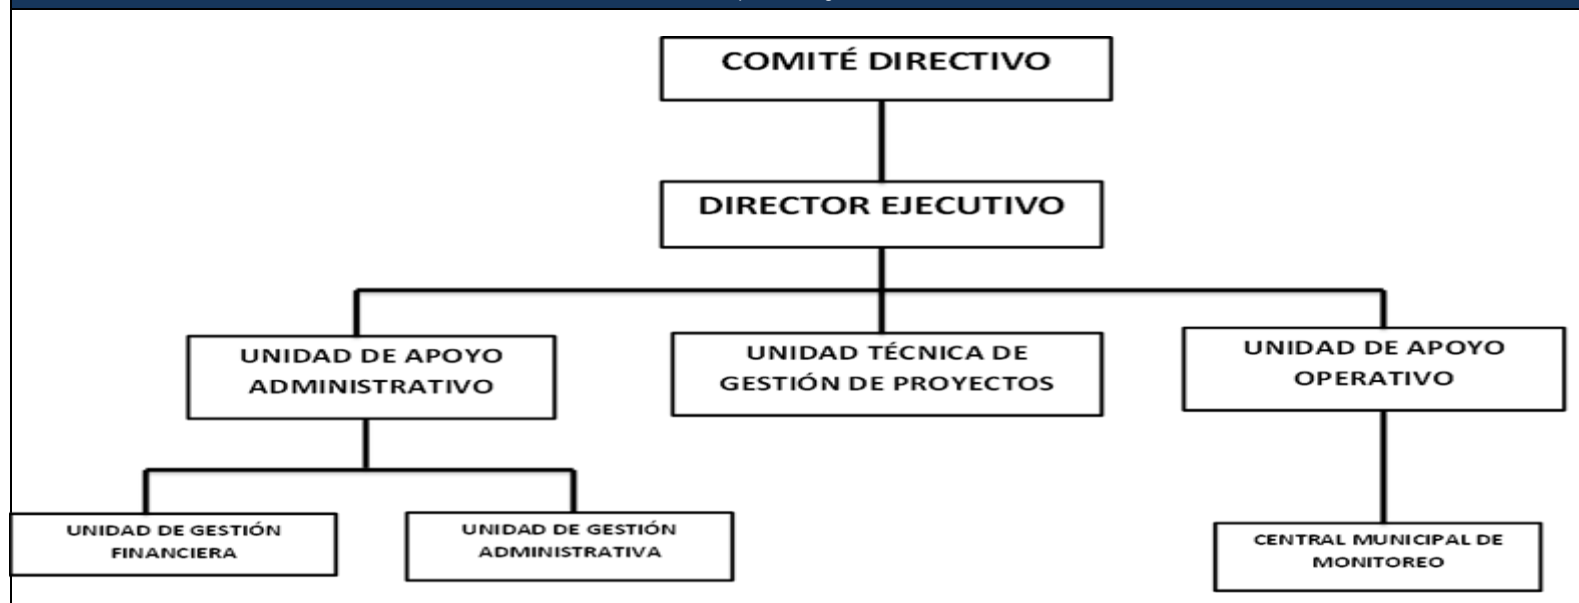 COMITÉ DIRECTIVO
DIRECTOR EJECUTIVO
UNIDAD DE APOYO
ADMINISTRATIVO
UNIDAD TÉCNICA DE
GESTIÓN DE PROYECTOS
UNIDAD DE APOYO
OPERATIVO
UNIDAD DE GESTIÓN
FINANCIERA
UNIDAD DE GESTIÓN
ADMINISTRATIVA
CENTRAL MUNICIPAL DE
MONITOREO